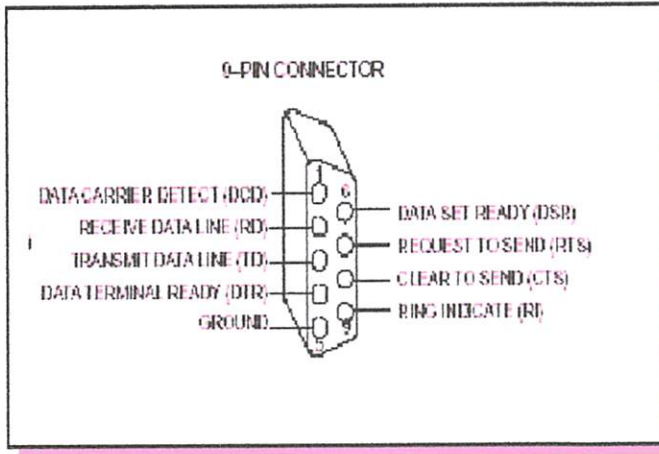 9-PIN CONNECTOR
1
6
DATA CARRIER DETECT (DCD)
DATA SET READY (DSR)
RECEIVE DATA LINE (RD)
REQUEST TO SEND (RTS)
TRANSMIT DATA LINE (TD)
CLEAR TO SEND (CTS)
DATA TERMINAL READY (DTR)
RING INDICATE (RI)
GROUND
9
5